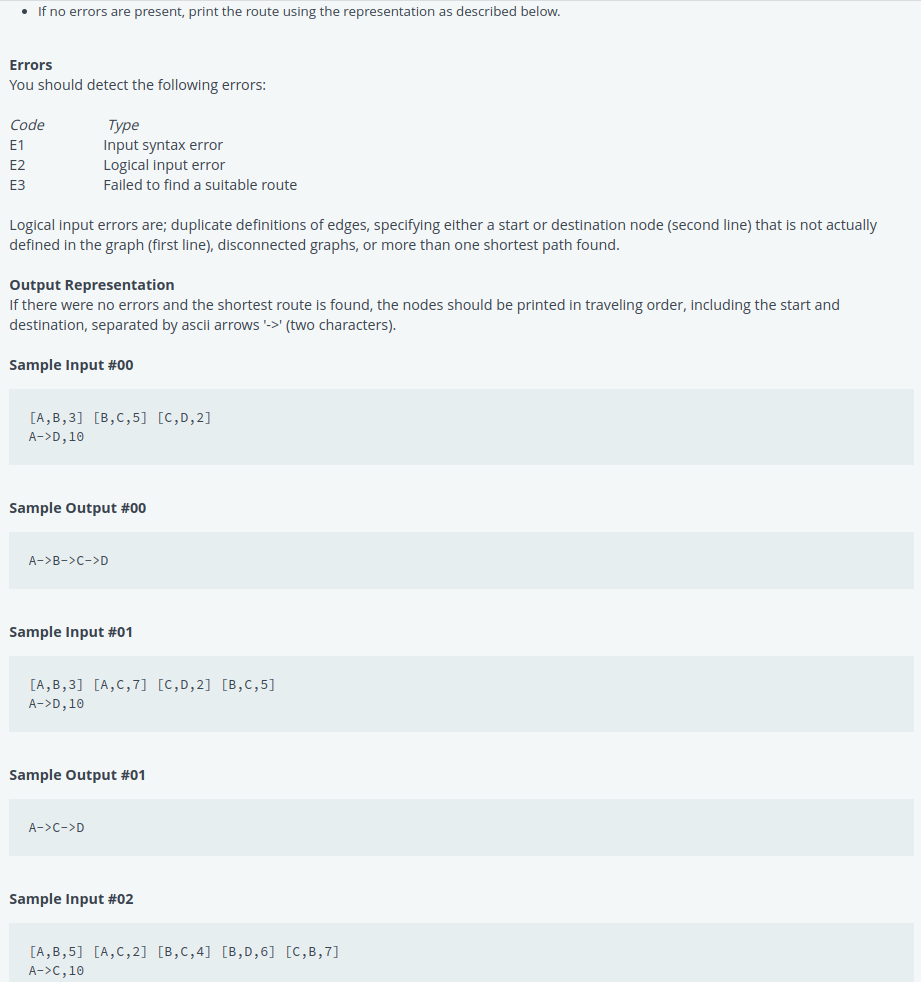 • If no errors are present, print the route using the representation as described below.
Errors
You should detect the following errors:
Code Type
E1 Input syntax error
E2 Logical input error
E3 Failed to find a suitable route
Logical input errors are; duplicate definitions of edges, specifying either a start or destination node (second line) that is not actually
defined in the graph (first line), disconnected graphs, or more than one shortest path found.
Output Representation
If there were no errors and the shortest route is found, the nodes should be printed in traveling order, including the start and
destination, separated by ascii arrows '->' (two characters).
Sample Input #00
[A,B,3] [B,C,5] [C,D,2]
A->D,10
Sample Output #00
A->B->C->D
Sample Input #01
[A,B,3] [A,C,7] [C,D,2] [B,C,5]
A->D,10
Sample Output #01
A->C->D
Sample Input #02
[A,B,5] [A,C,2] [B,C,4] [B,D,6] [C,B,7]
A->C,10